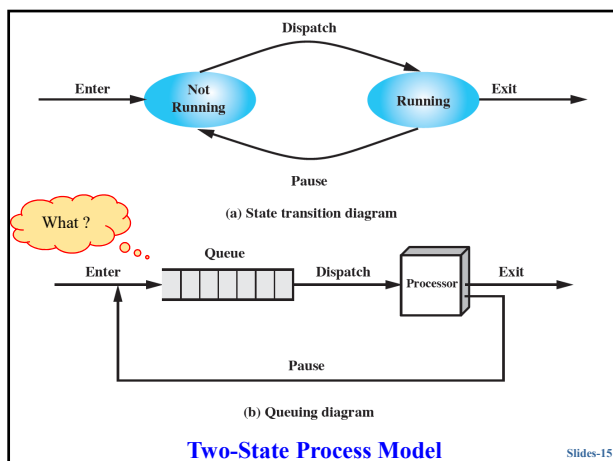 Dispatch
Enter
Not
Running
Running
Exit
Pause
(a) State transition diagram
What ?
Queue
Enter
Dispatch
Processor
Exit
Pause
(b) Queuing diagram
Two-State Process Model
Slides-15